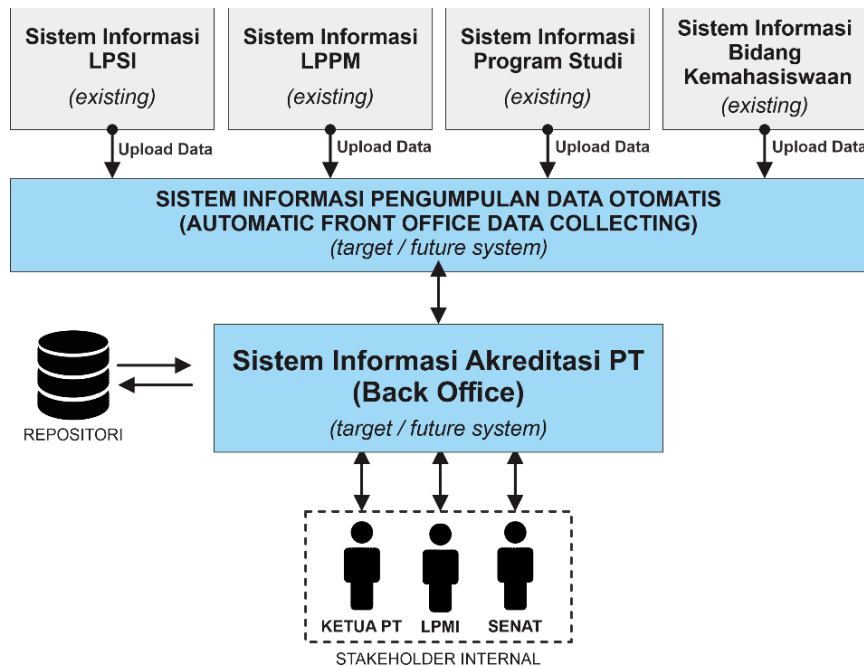 Sistem Informasi
LPSI
(existing)
Sistem Informasi
LPPM
(existing)
Sistem Informasi
Program Studi
(existing)
Sistem Informasi
Bidang
Kemahasiswaan
(existing)
Upload Data
Upload Data
Upload Data
Upload Data
SISTEM INFORMASI PENGUMPULAN DATA OTOMATIS
(AUTOMATIC FRONT OFFICE DATA COLLECTING)
(target / future system)
Sistem Informasi Akreditasi PT
(Back Office)
(target / future system)
REPOSITORI
KETUA PT
LPMI
SENAT
STAKEHOLDER INTERNAL